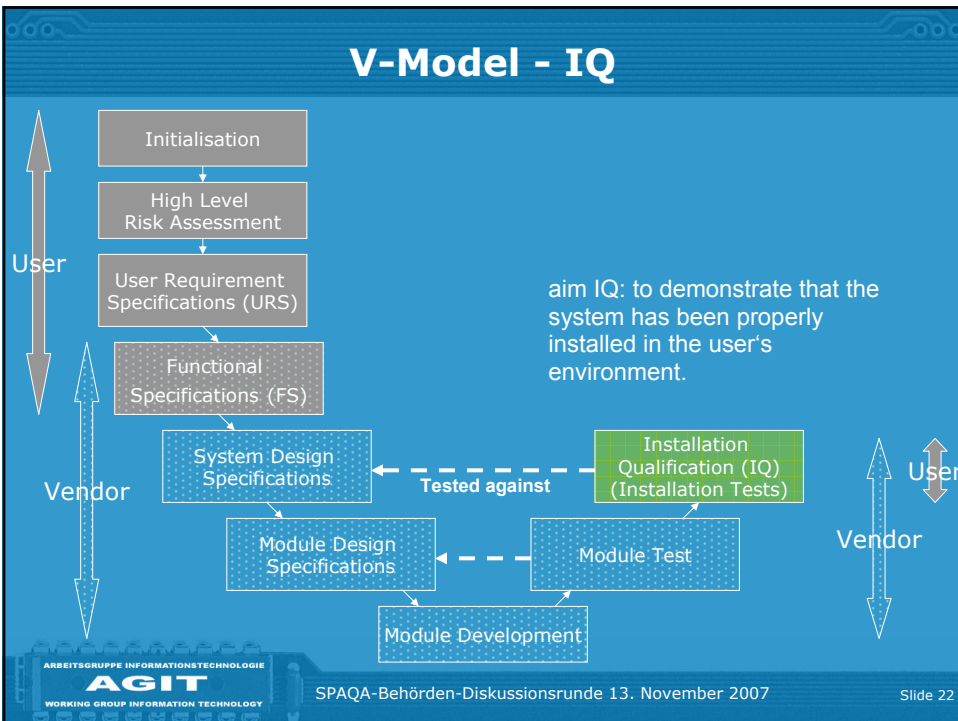 V-Model - IQ
Initialisation
High Level
Risk Assessment
User
User Requirement
Specifications (URS)
aim IQ: to demonstrate that the
system has been properly
installed in the user‘s
environment.
Functional
Specifications (FS)
System Design
Specifications
Tested against
Installation
Qualification (IQ)
(Installation Tests)
User
Vendor
Module Design
Specifications
Module Test
Vendor
Module Development
ARBEITSGRUPPE INFORMATIONSTECHNOLOGIE
AGIT
WORKING GROUP INFORMATION TECHNOLOGY
SPAQA-Behörden-Diskussionsrunde 13. November 2007
Slide 22